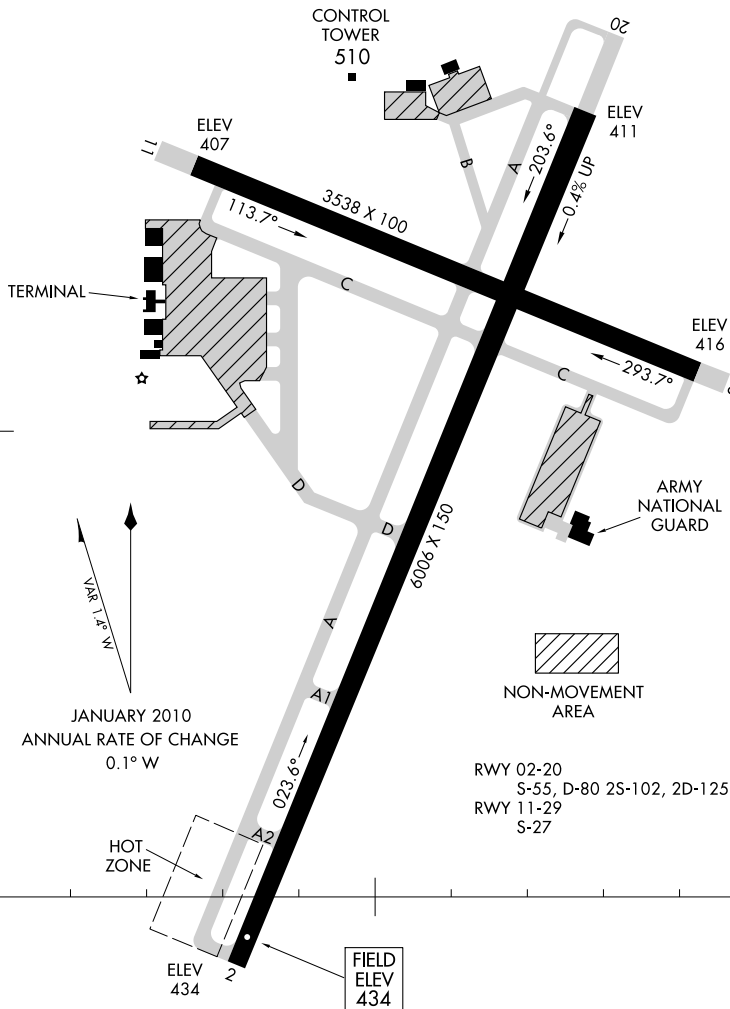 CONTROL
TOWER
510
20
ELEV
407
ELEV
411
11
B
A
203.6°
0.4% UP
3538 X 100
113.7°
C
TERMINAL
ELEV
416
C
293.7°
D
D
6006 X 150
ARMY
NATIONAL
GUARD
VAR 1.4° W
A
NON-MOVEMENT
AREA
A1
JANUARY 2010
ANNUAL RATE OF CHANGE
0.1° W
023.6°
RWY 02-20
S-55, D-80 2S-102, 2D-125
RWY 11-29
S-27
A2
HOT
ZONE
ELEV
434
2
FIELD
ELEV
434